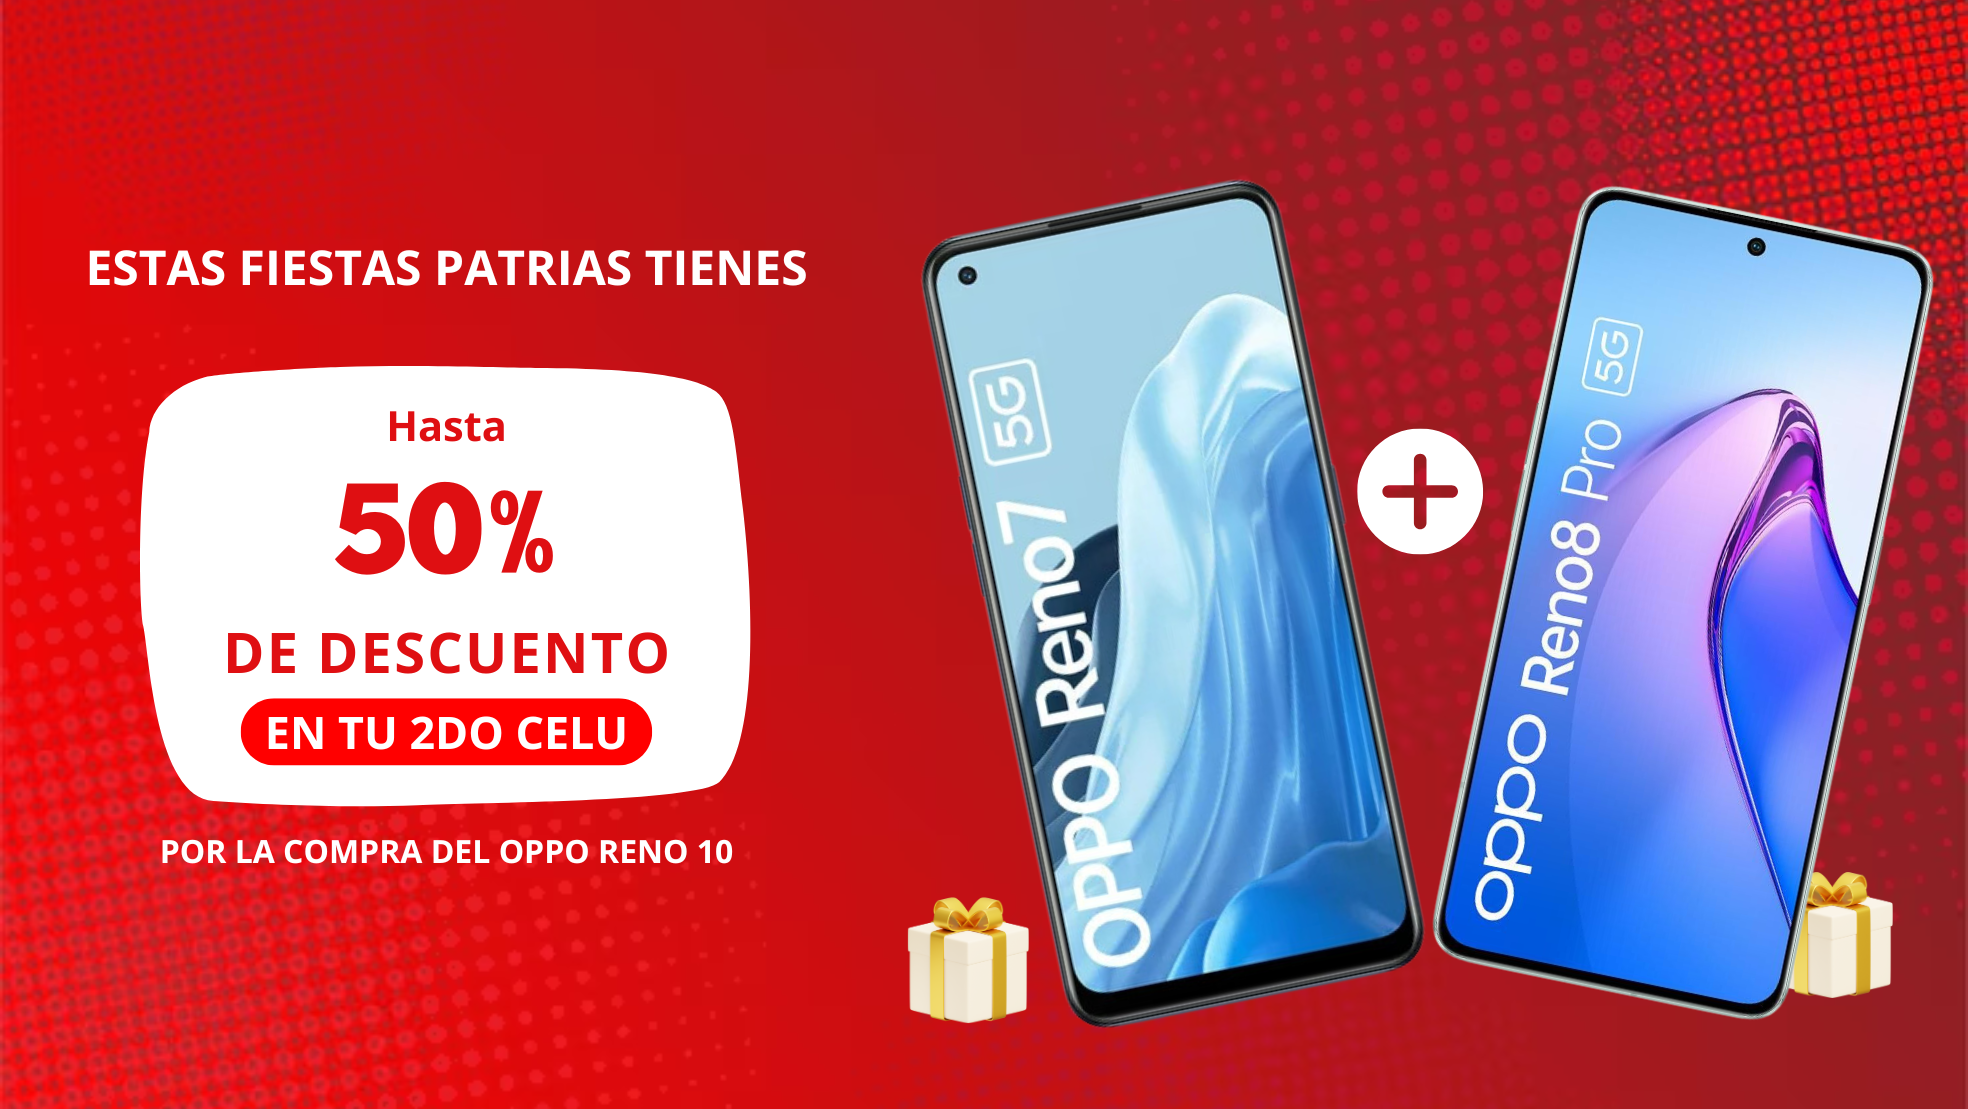 ESTAS FIESTAS PATRIAS TIENES
Hasta
50%
DE DESCUENTO
EN TU 2DO CELU
POR LA COMPRA DEL OPPO RENO 10
OPPO Reno7 5G
oppo Reno8 Pro 5G